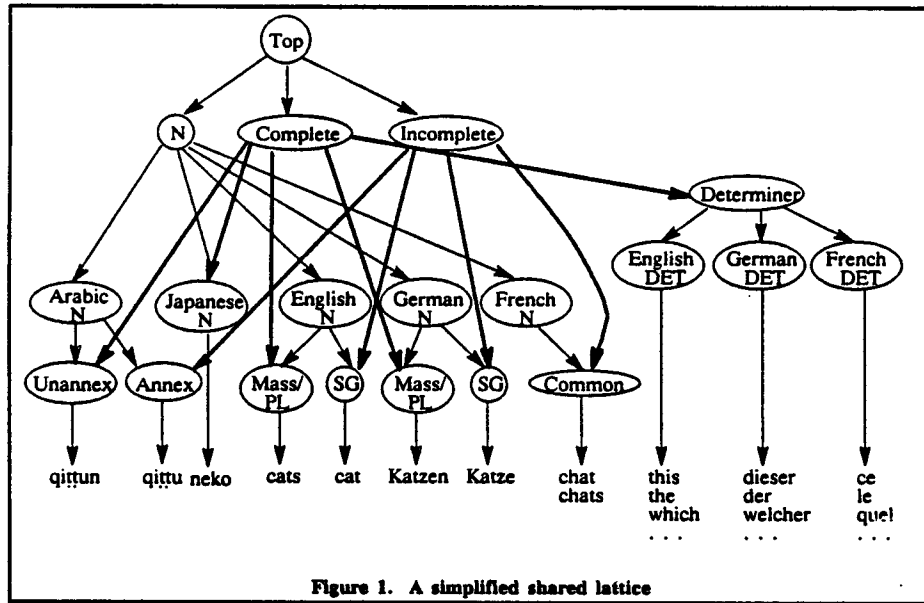 Top
N
Complete
Incomplete
Determiner
English
DET
German
DET
French
DET
Arabic
N
Japanese
N
English
N
German
N
French
N
Unannex
Annex
Mass/
PL
SG
Mass/
PL
SG
Common
qiṭṭun
qiṭṭu
neko
cats
cat
Katzen
Katze
chat
chats
this
the
which
. . .
dieser
der
welcher
. . .
ce
le
quel
. . .
Figure 1. A simplified shared lattice